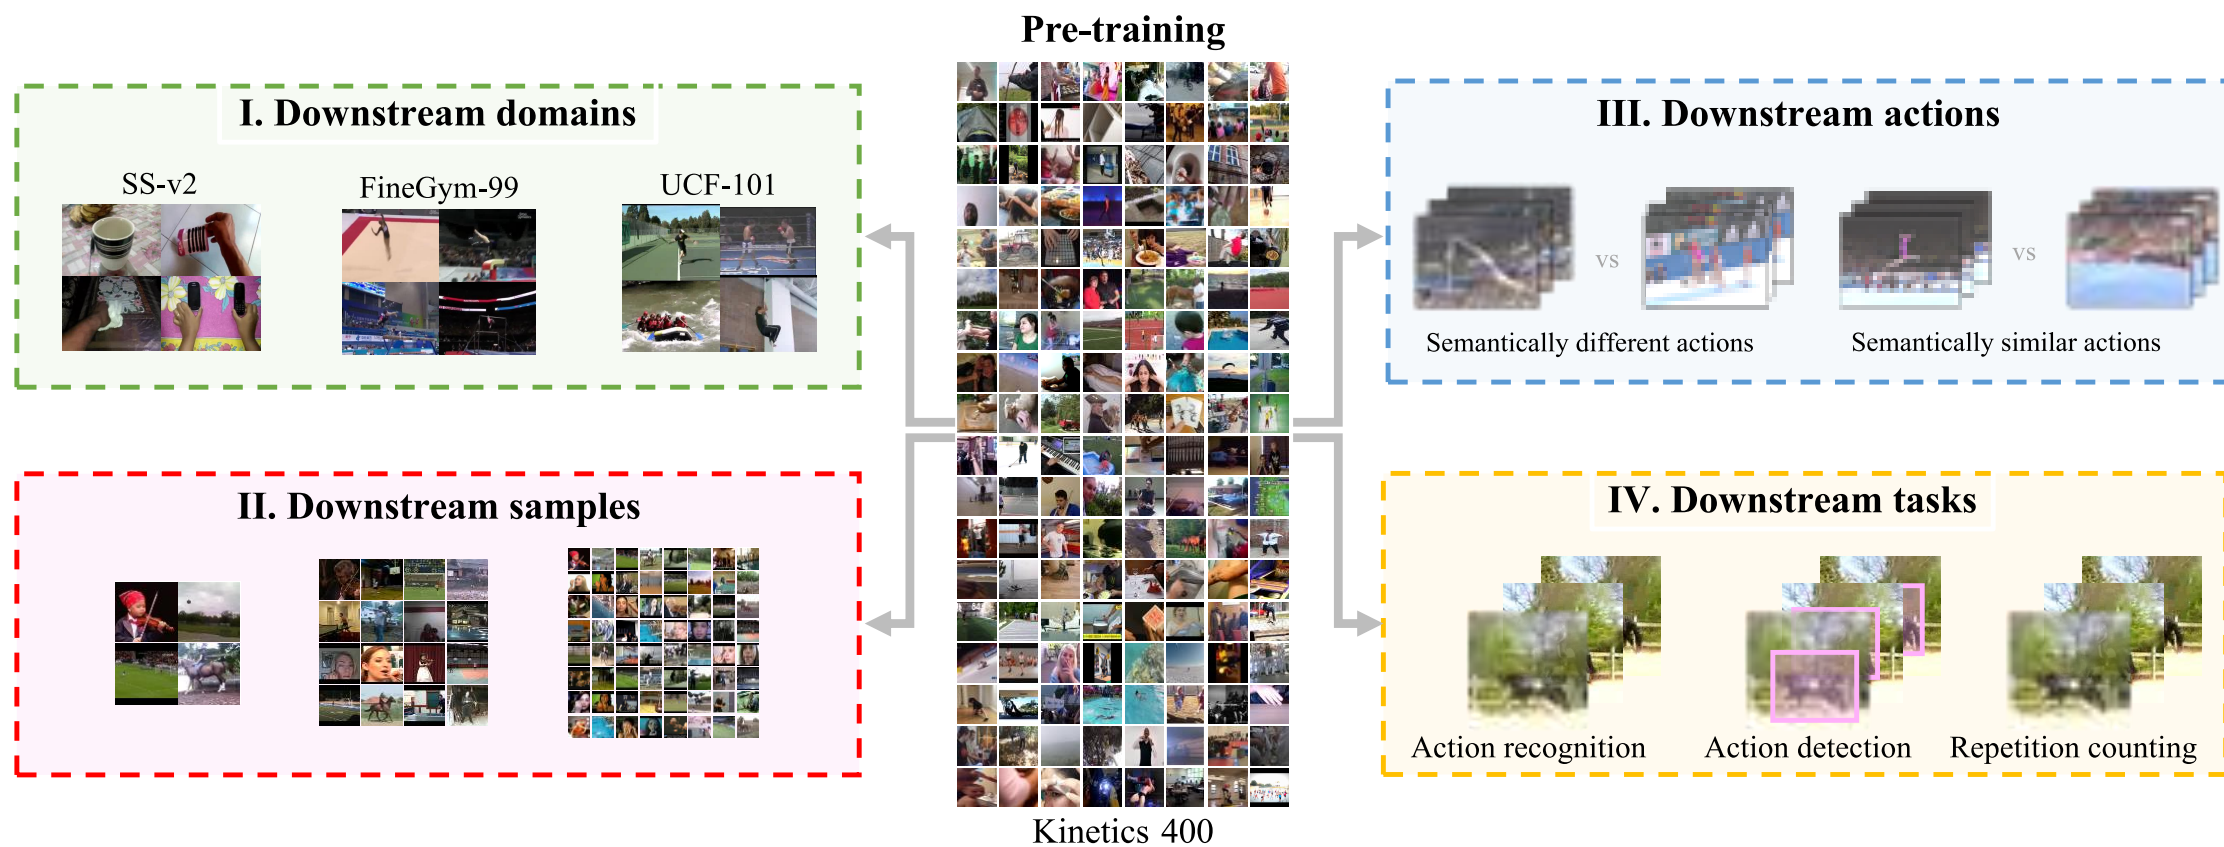 Pre-training
I. Downstream domains
SS-v2
FineGym-99
UCF-101
II. Downstream samples
Kinetics 400
III. Downstream actions
vs
vs
Semantically different actions
Semantically similar actions
IV. Downstream tasks
Action recognition
Action detection
Repetition counting